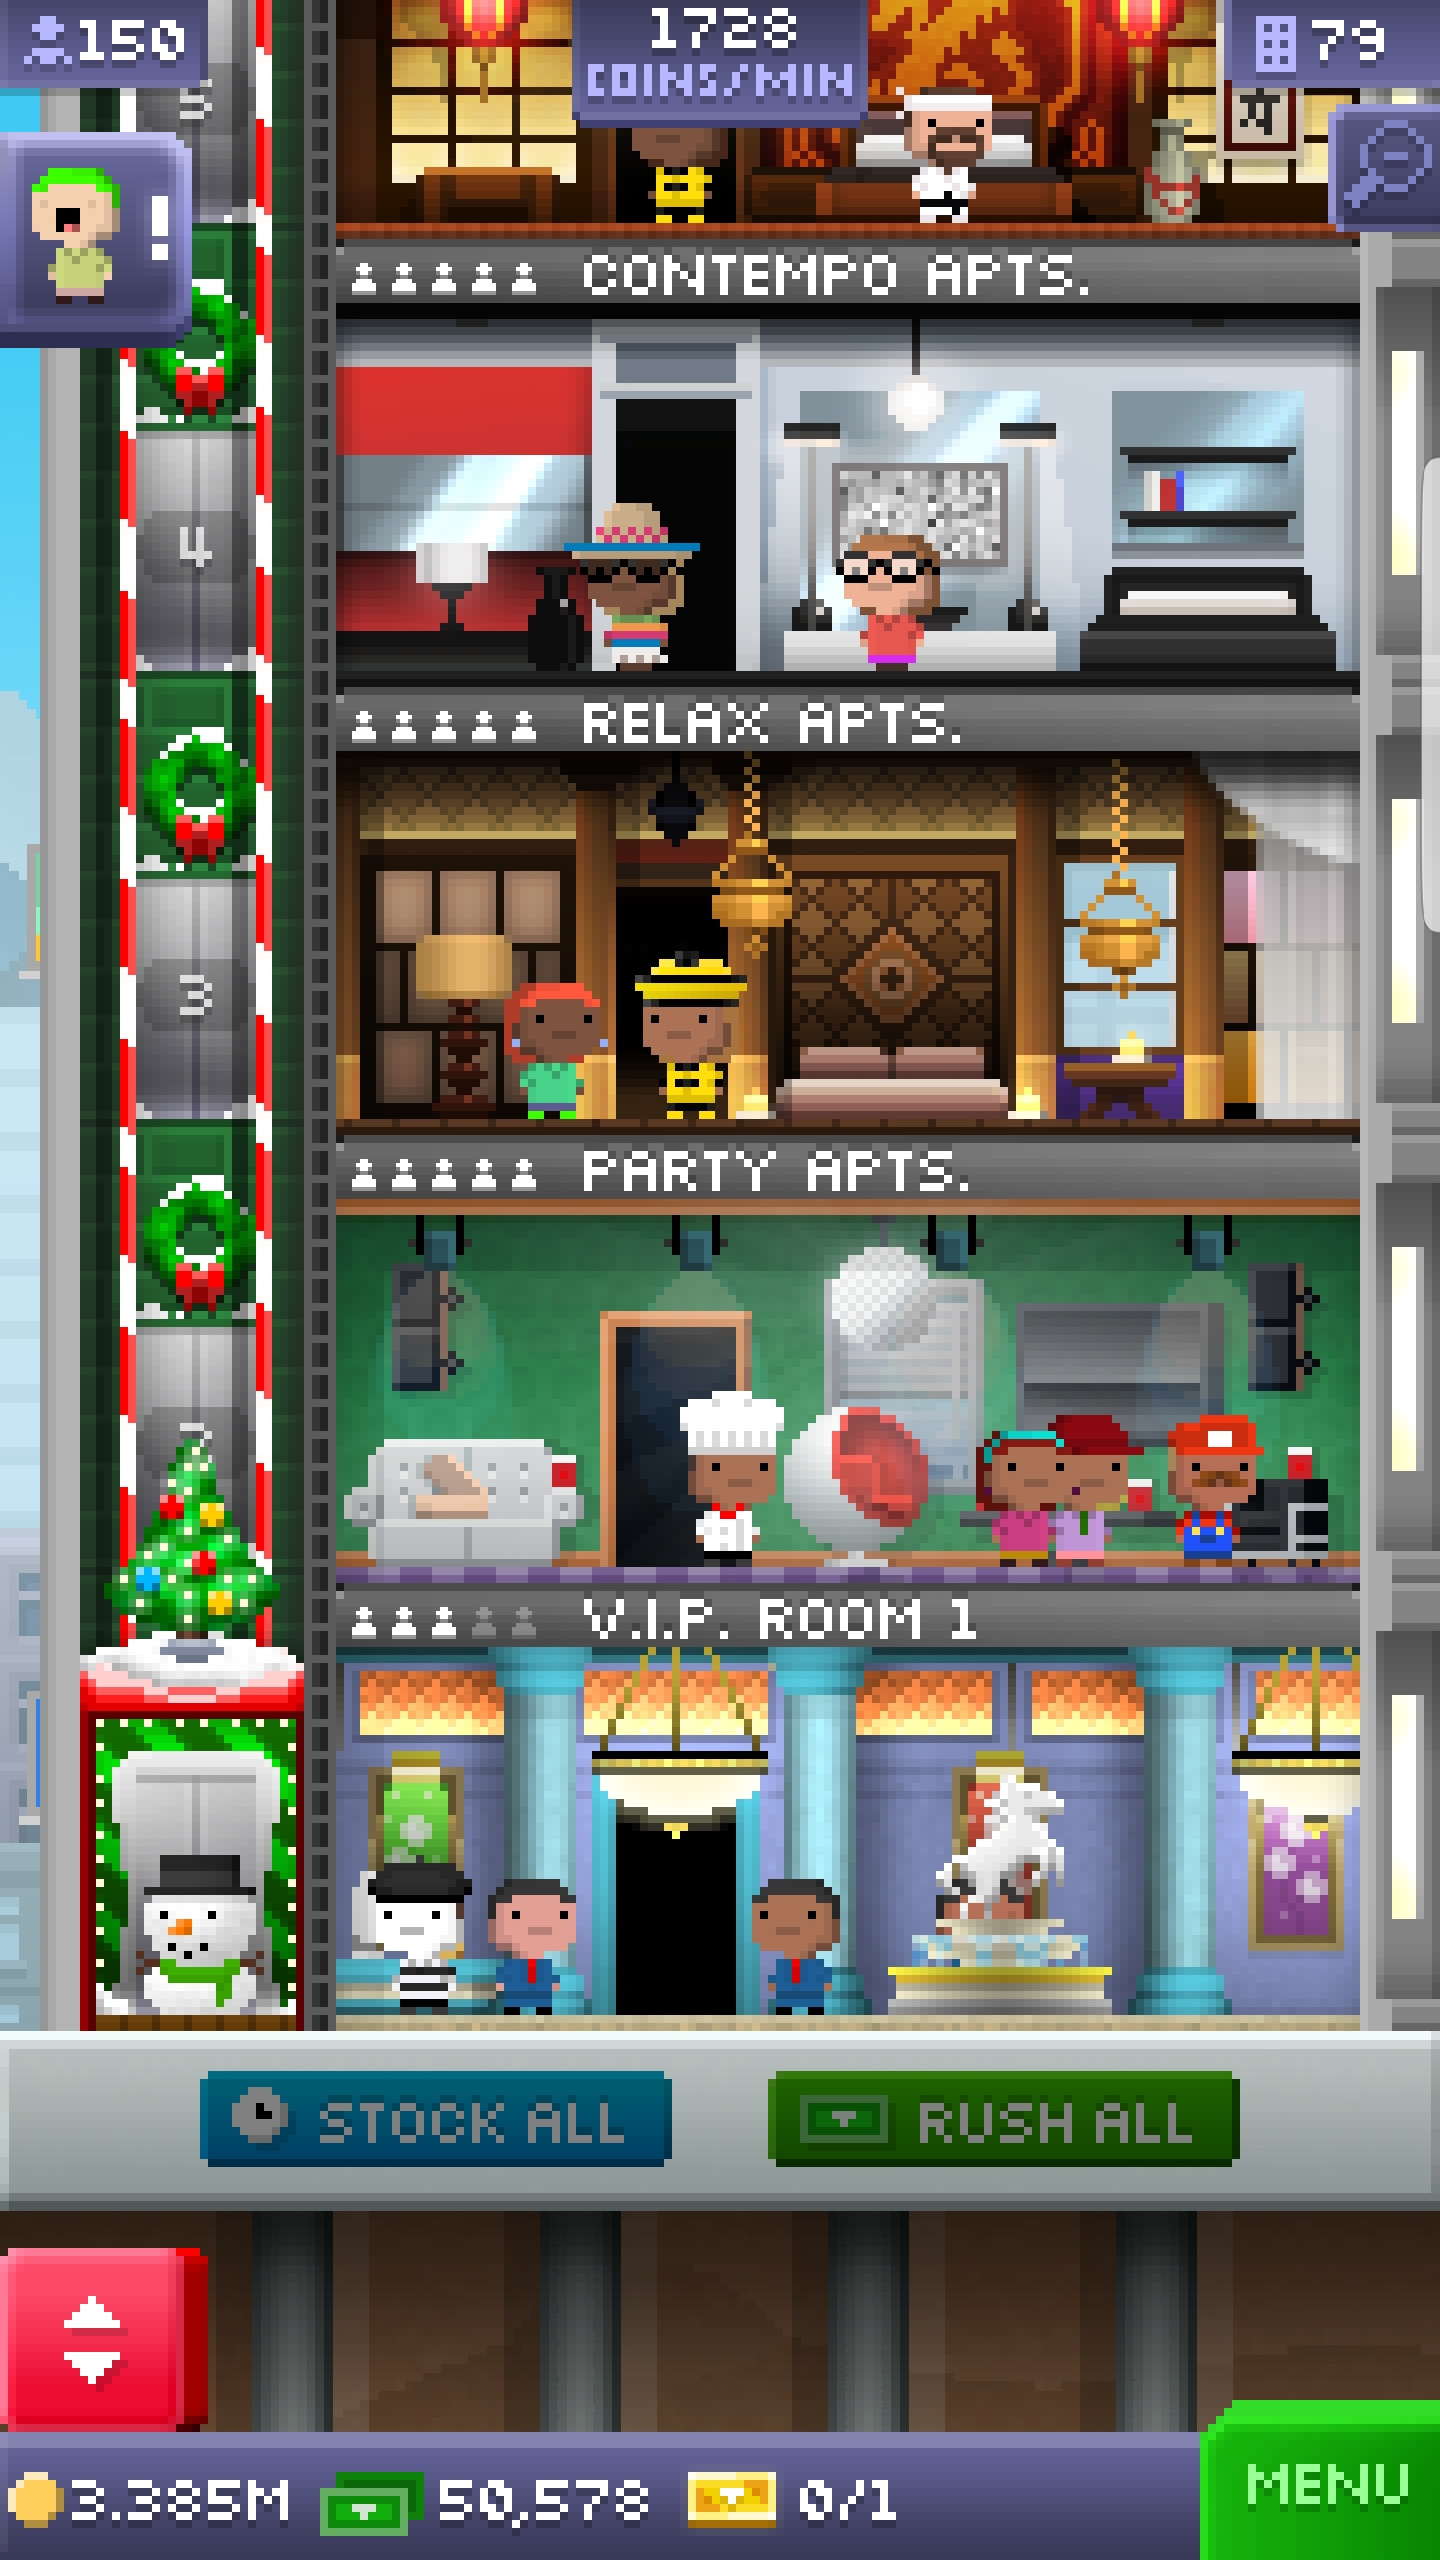 150
1728
COINS/MIN
79
5
!
CONTEMPO APTS.
4
RELAX APTS.
3
PARTY APTS.
V.I.P. ROOM 1
STOCK ALL
RUSH ALL
3.385M
50,578
0/1
MENU